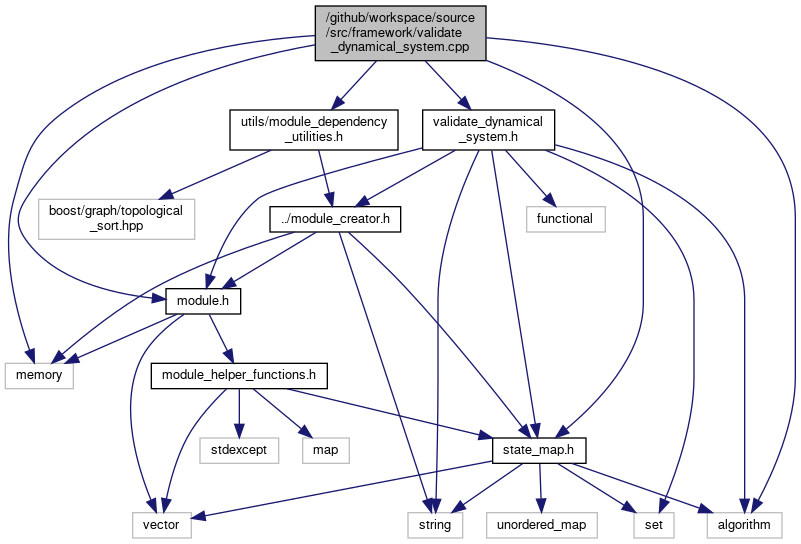 /github/workspace/source
/src/framework/validate
_dynamical_system.cpp
utils/module_dependency
_utilities.h
validate_dynamical
_system.h
boost/graph/topological
_sort.hpp
../module_creator.h
functional
module.h
memory
module_helper_functions.h
stdexcept
map
state_map.h
vector
string
unordered_map
set
algorithm